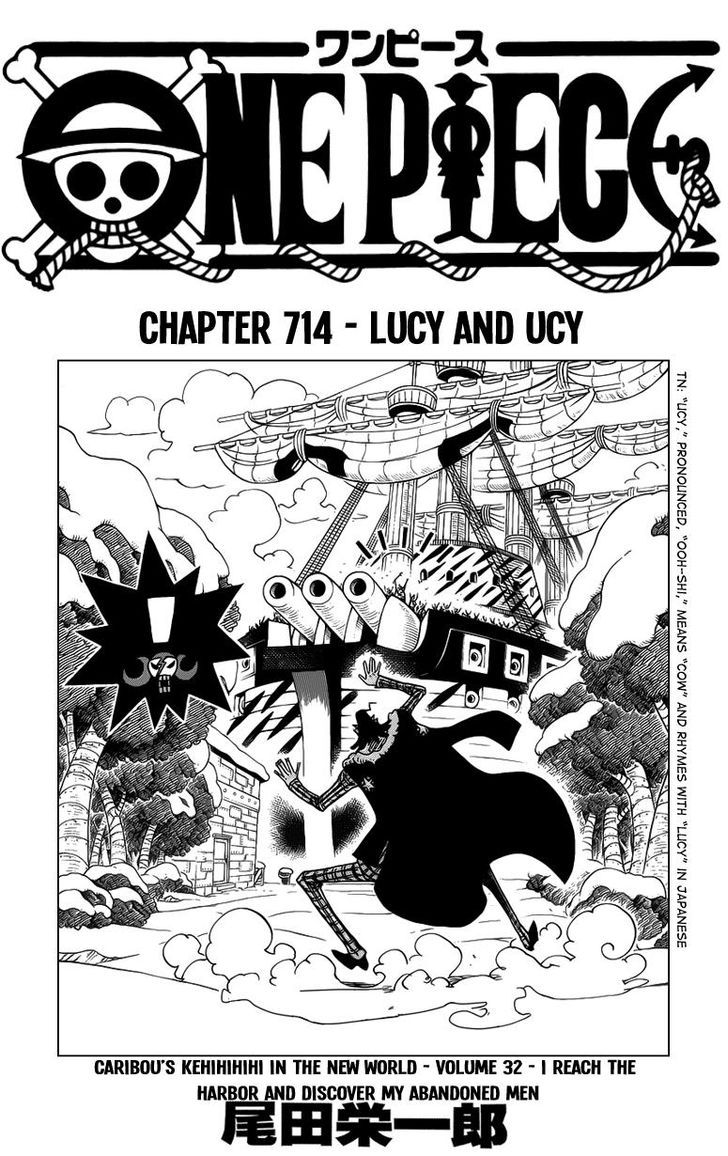 ワンピース
ONE PIECE
CHAPTER 714 - LUCY AND UCY
TN: "UCY," PRONOUNCED, "OOH-SHI," MEANS "COW" AND RHYMES WITH "LUCY" IN JAPANESE
CARIBOU'S KEHIHIHIHI IN THE NEW WORLD - VOLUME 32 - I REACH THE
HARBOR AND DISCOVER MY ABANDONED MEN
尾田栄一郎